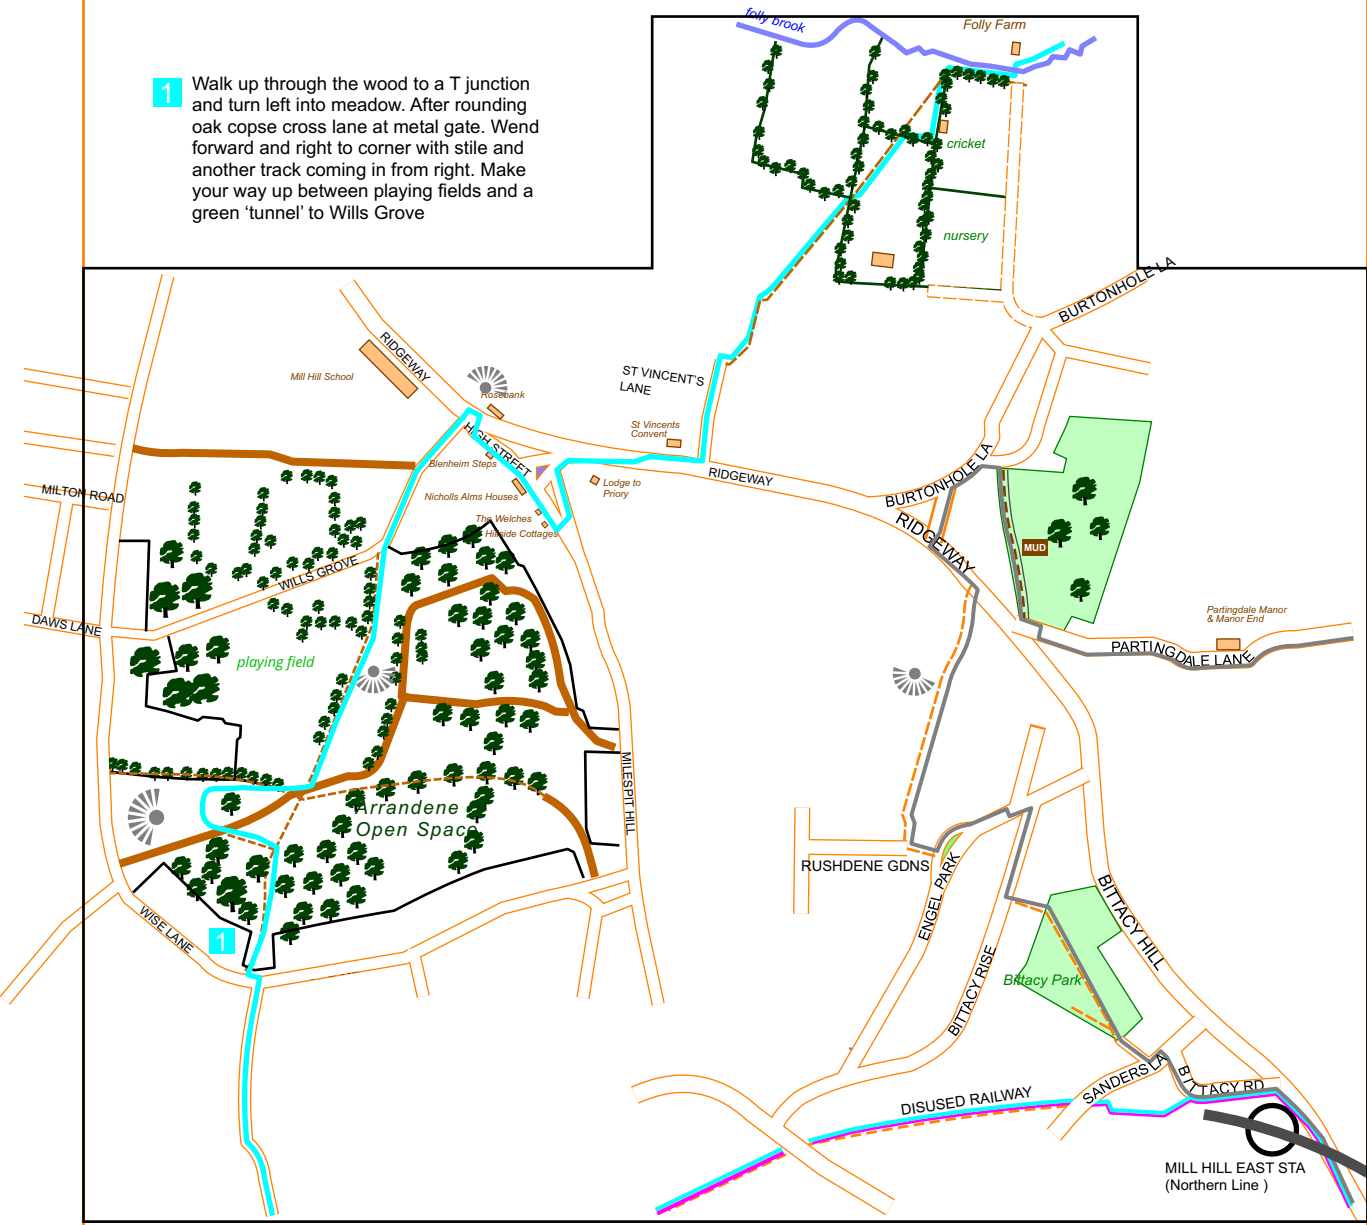 folly brook
Folly Farm
1
Walk up through the wood to a T junction
and turn left into meadow. After rounding
oak copse cross lane at metal gate. Wend
forward and right to corner with stile and
another track coming in from right. Make
your way up between playing fields and a
green ‘tunnel’ to Wills Grove
cricket
nursery
BURTONHOLE LA
RIDGEWAY
Mill Hill School
ST VINCENT'S
LANE
Rosebank
St Vincents
Convent
HIGH STREET
Blenheim Steps
RIDGEWAY
BURTONHOLE LA
Lodge to
Priory
Nicholls Alms Houses
MILTON ROAD
The Welches
Hillside Cottages
RIDGEWAY
MUD
WILLS GROVE
DAWS LANE
Partingdale Manor
& Manor End
PARTINGDALE LANE
playing field
MILESPIT HILL
Arrandene
Open Space
RUSHDENE GDNS
ENGEL PARK
BITTACY HILL
WISE LANE
1
BITTACY RISE
Bittacy Park
SANDERS LA
BITTACY RD
DISUSED RAILWAY
MILL HILL EAST STA
(Northern Line )